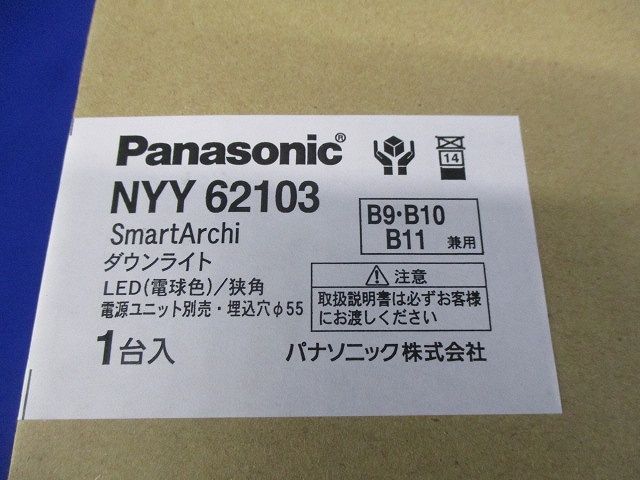 Panasonic®
14
NYY 62103
B9・B10
B11 兼用
SmartArchi
ダウンライト
LED(電球色)/狭角
電源ユニット別売・埋込穴φ55
1台入
注意
取扱説明書は必ずお客様
にお渡しください
パナソニック株式会社